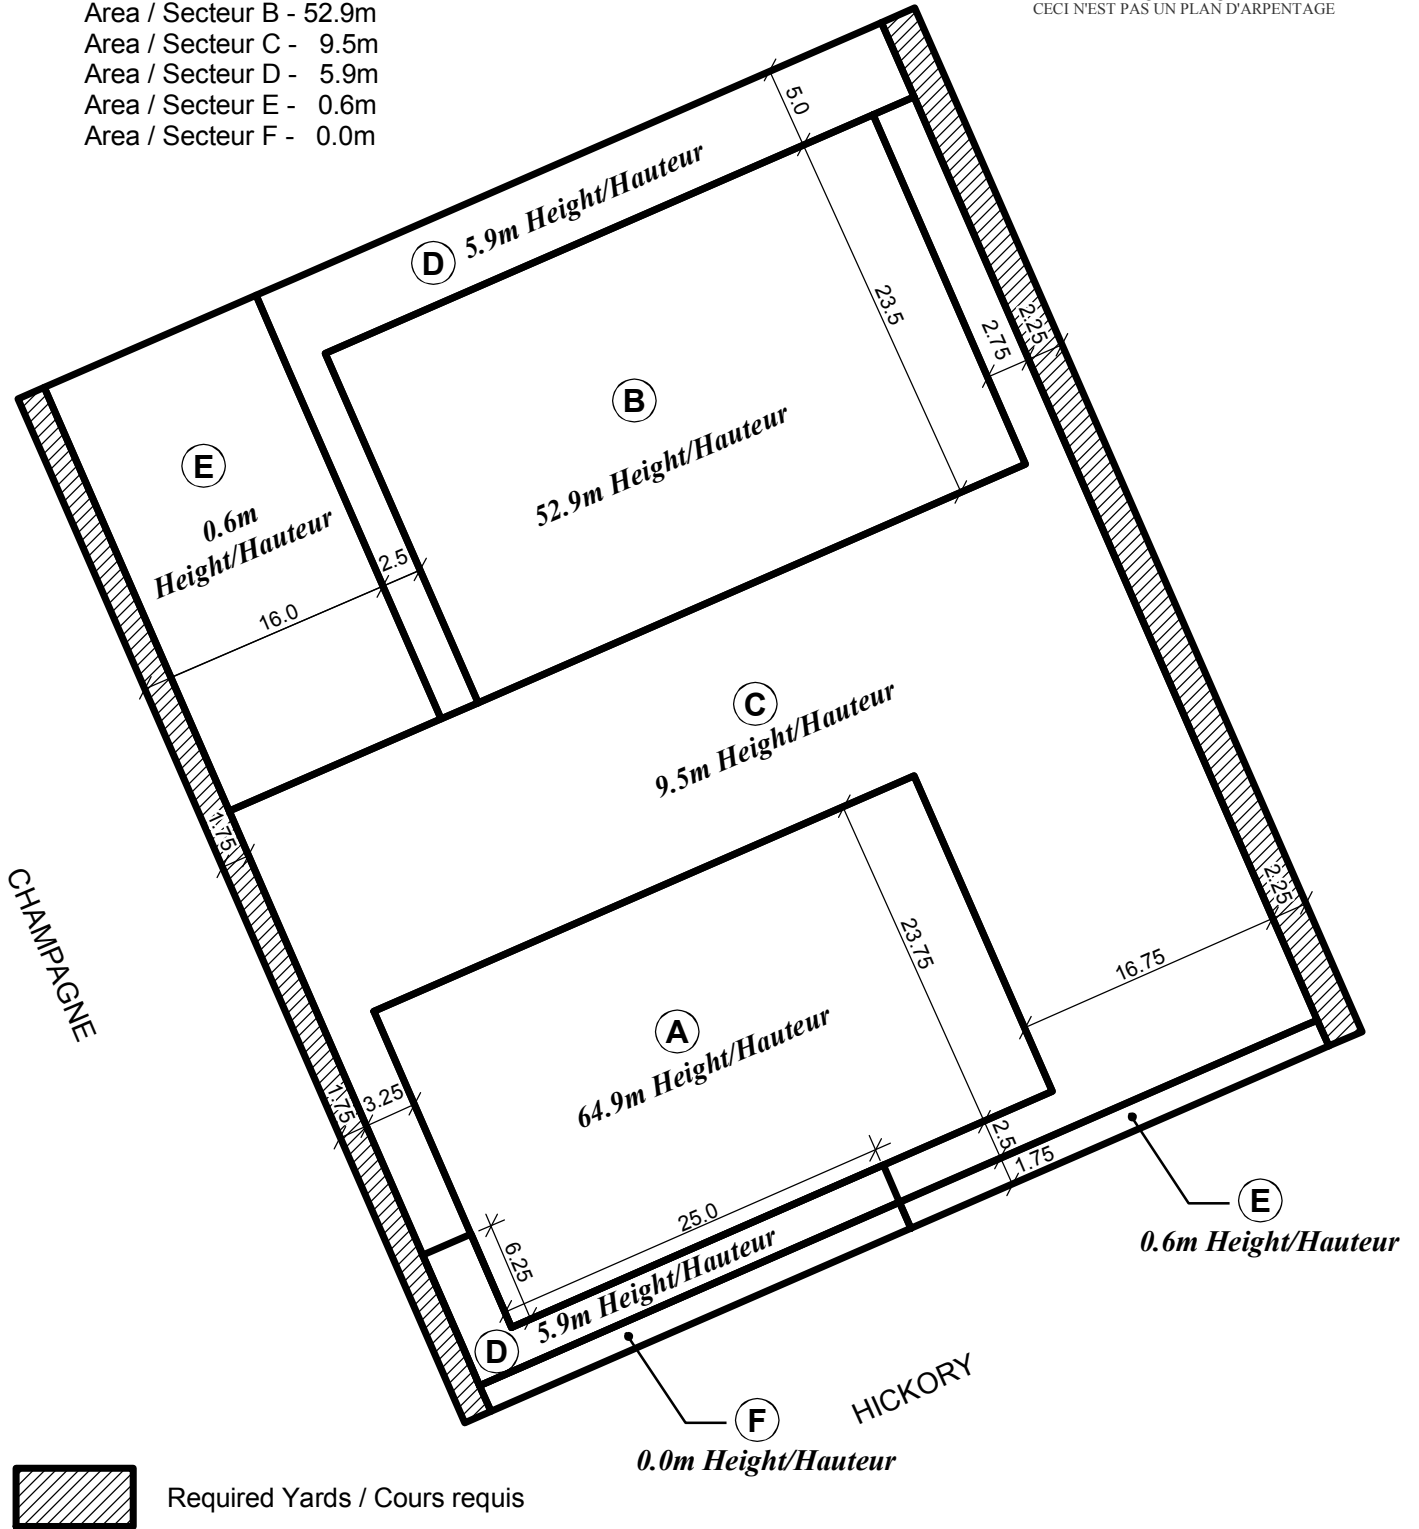 Area / Secteur B - 52.9m
Area / Secteur C - 9.5m
Area / Secteur D - 5.9m
Area / Secteur E - 0.6m
Area / Secteur F - 0.0m
CECI N'EST PAS UN PLAN D'ARPENTAGE
5.0
D
5.9m Height/Hauteur
23.5
2.75
2.25
B
52.9m Height/Hauteur
E
0.6m
Height/Hauteur
2.5
16.0
C
9.5m Height/Hauteur
1.75
CHAMPAGNE
23.75
2.25
16.75
A
64.9m Height/Hauteur
1.75
3.25
2.5
1.75
25.0
6.25
E
0.6m Height/Hauteur
5.9m Height/Hauteur
D
HICKORY
F
0.0m Height/Hauteur
Required Yards / Cours requis